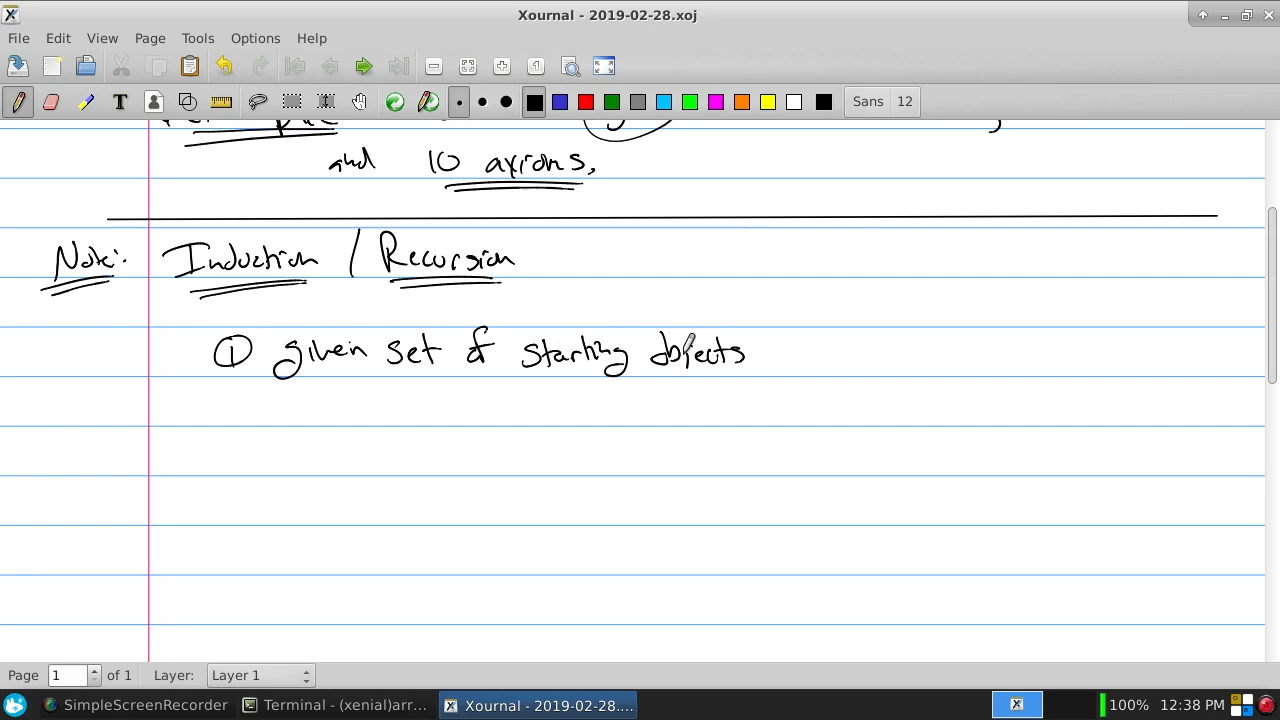 Xournal - 2019-02-28.xoj
File Edit View Page Tools Options Help
Sans 12
and 10 axioms.
Note: Induction / Recursion
① given set of starting objects
Page 1 of 1 Layer: Layer 1
SimpleScreenRecorder Terminal - (xenial)arr... Xournal - 2019-02-28.... 100% 12:38 PM